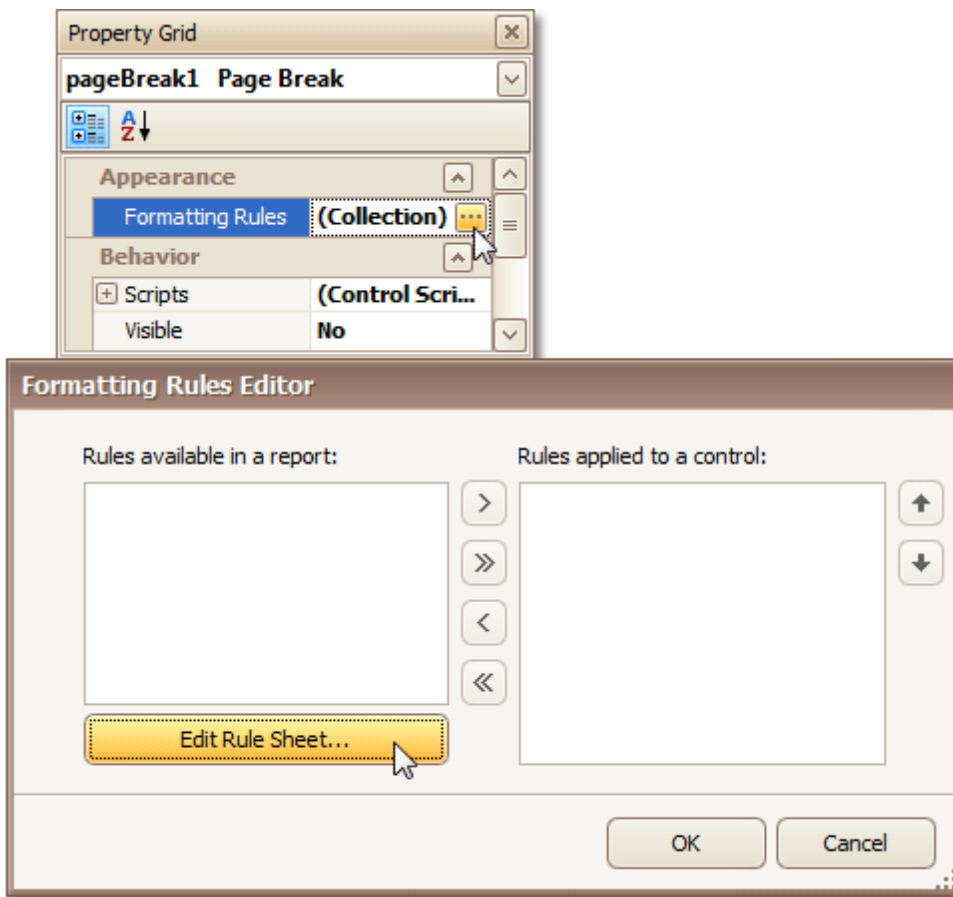 Property Grid
pageBreak1 Page Break
A
Z
Appearance
Formatting Rules (Collection) ...
Behavior
Scripts (Control Scri...
Visible No
Formatting Rules Editor
Rules available in a report: Rules applied to a control:
Edit Rule Sheet...
OK Cancel